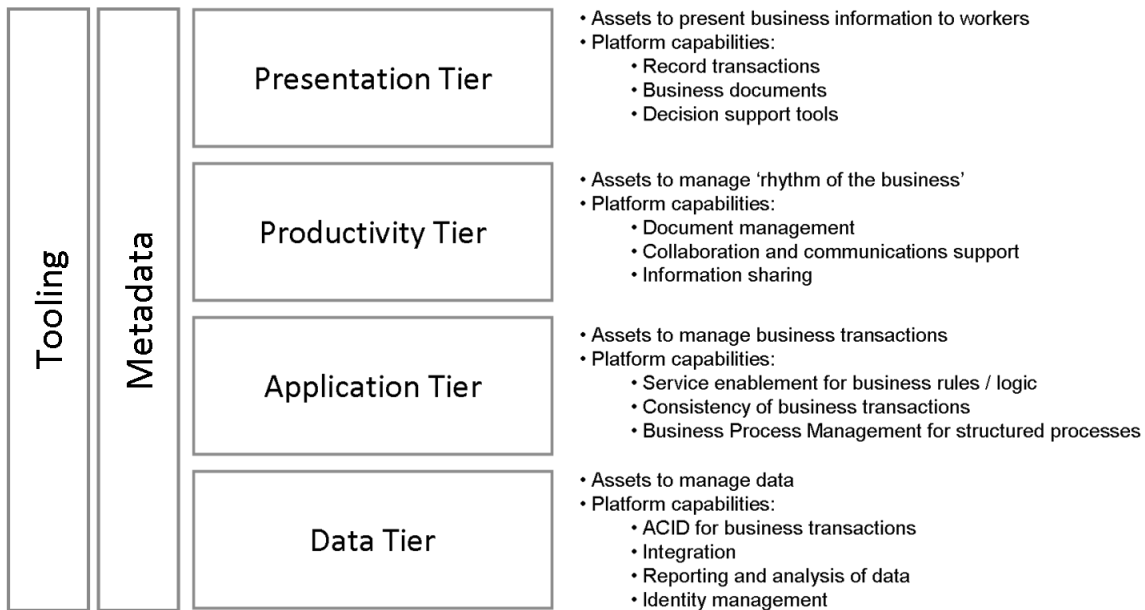 Tooling
Metadata
Presentation Tier
• Assets to present business information to workers
• Platform capabilities:
• Record transactions
• Business documents
• Decision support tools
Productivity Tier
• Assets to manage ‘rhythm of the business’
• Platform capabilities:
• Document management
• Collaboration and communications support
• Information sharing
Application Tier
• Assets to manage business transactions
• Platform capabilities:
• Service enablement for business rules / logic
• Consistency of business transactions
• Business Process Management for structured processes
Data Tier
• Assets to manage data
• Platform capabilities:
• ACID for business transactions
• Integration
• Reporting and analysis of data
• Identity management